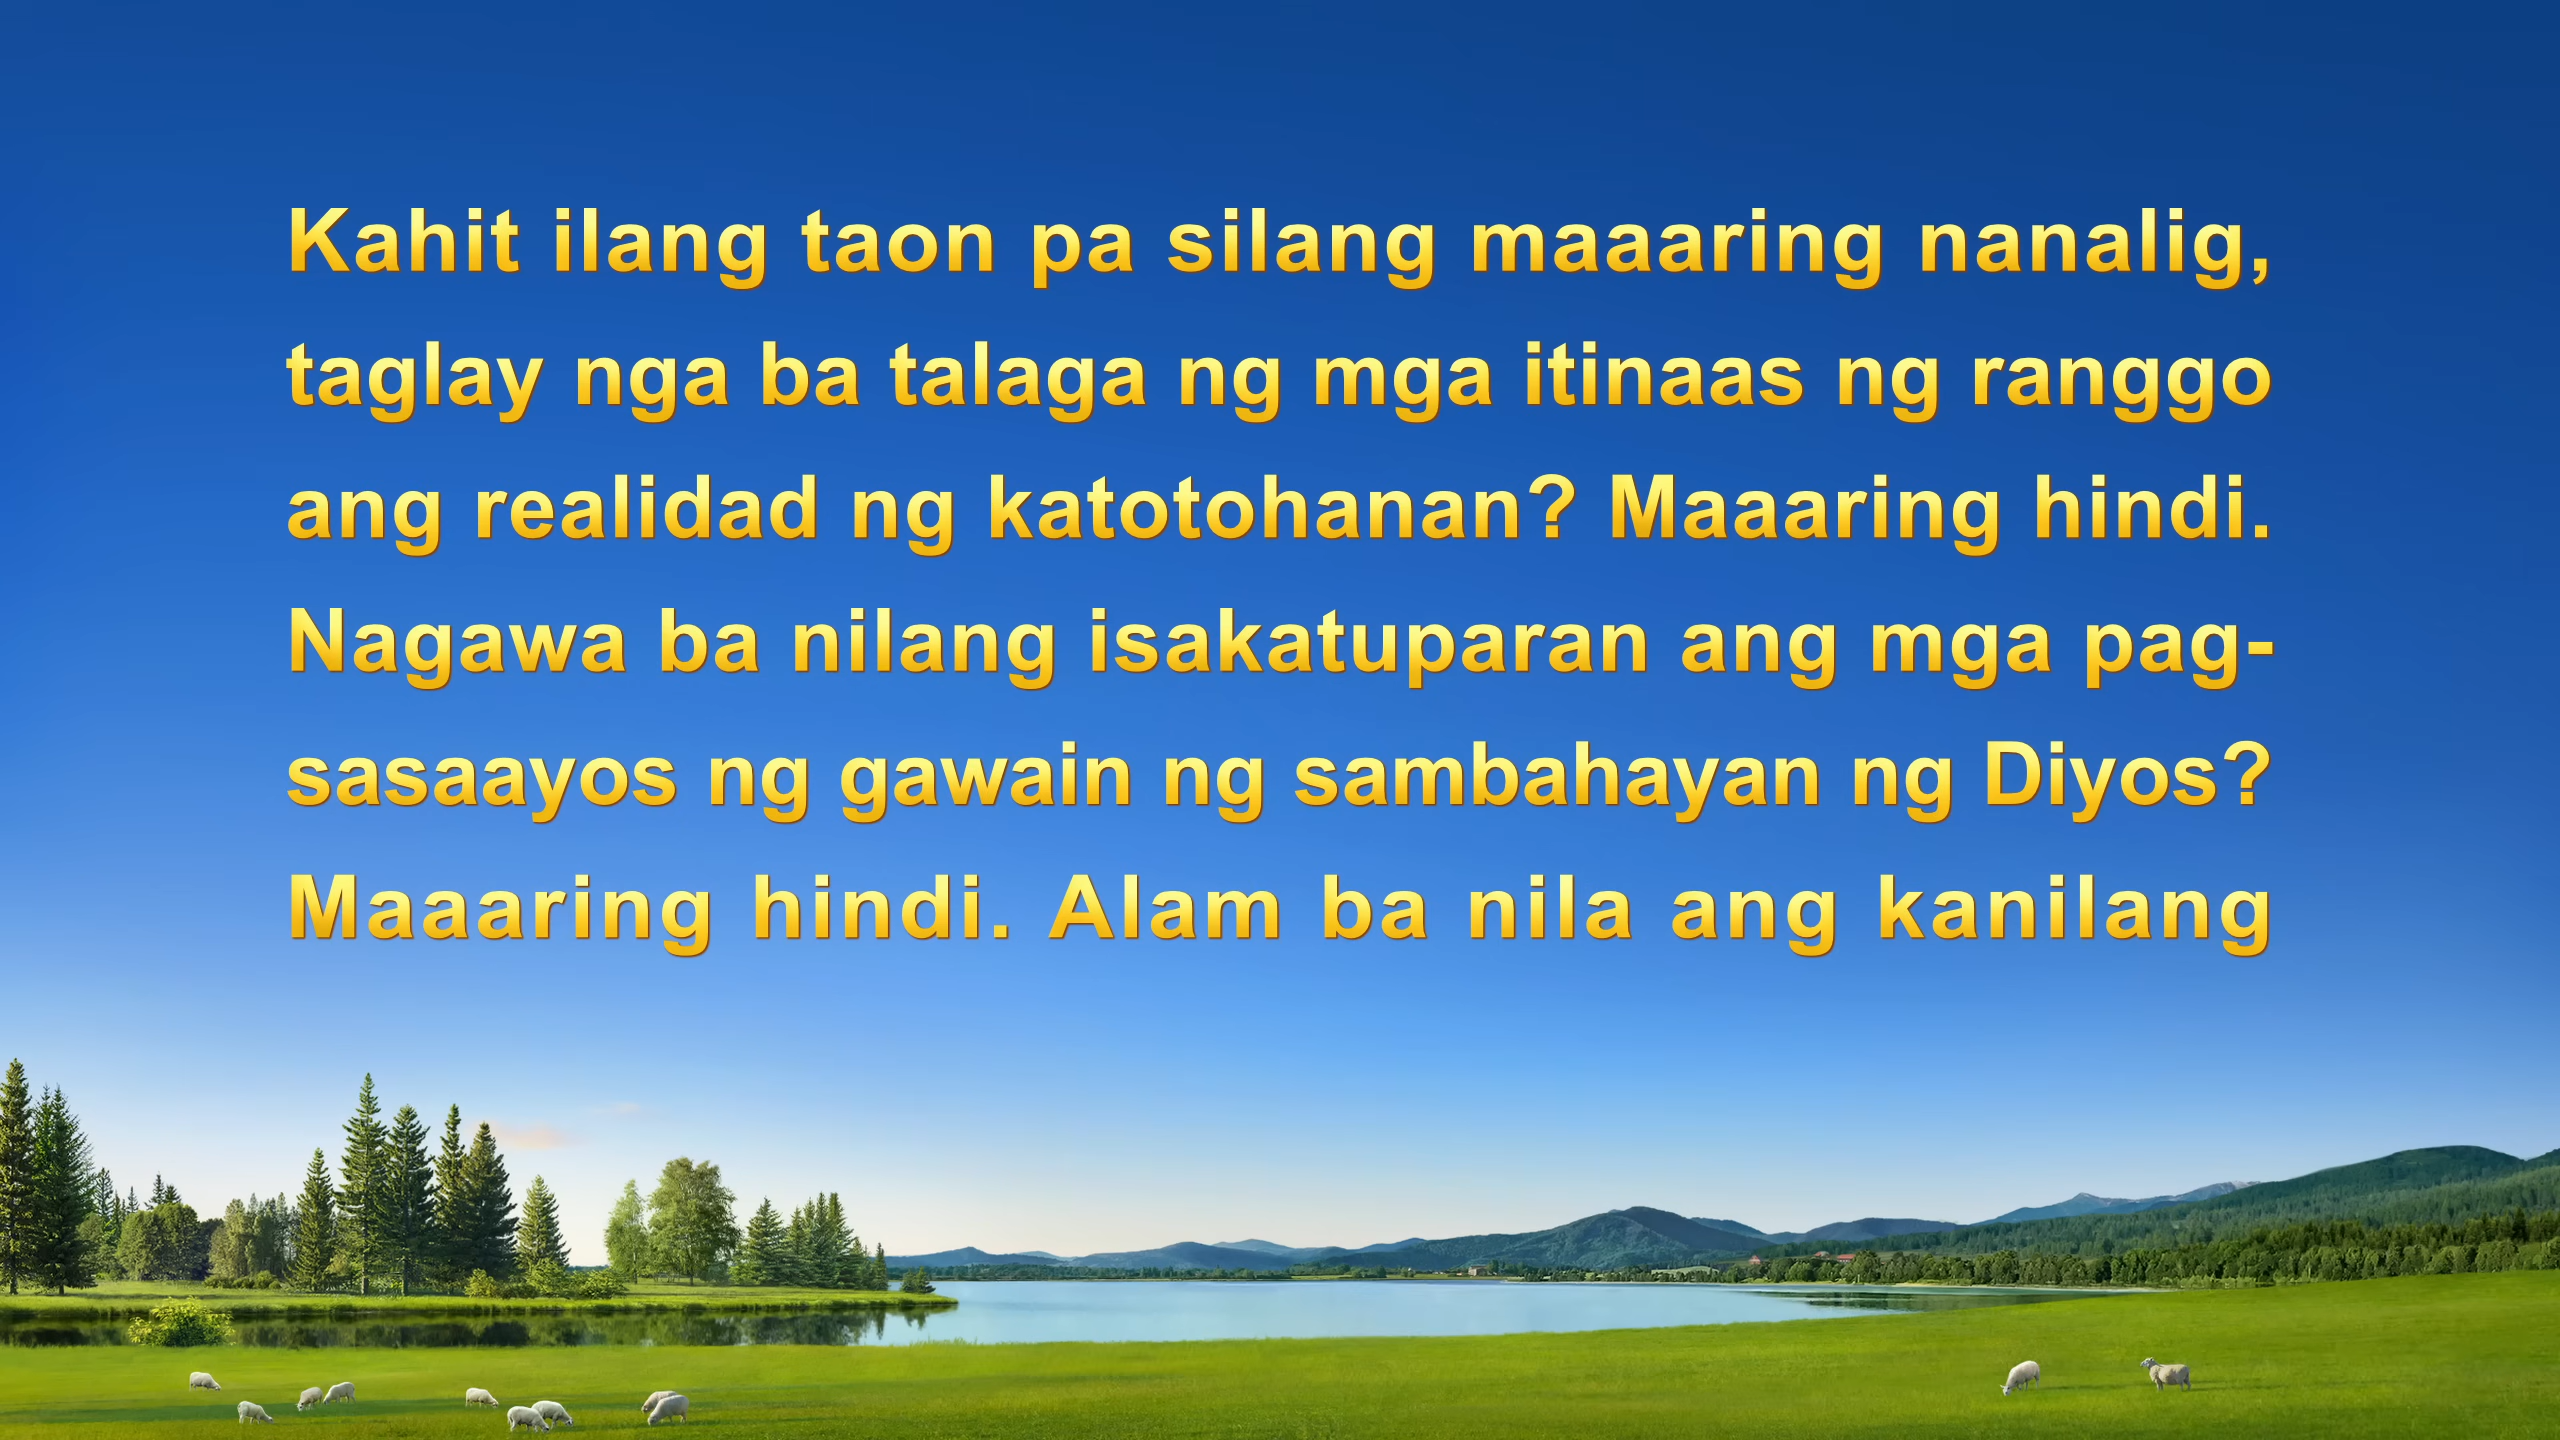 Kahit ilang taon pa silang maaaring nanalig,
taglay nga ba talaga ng mga itinaas ng ranggo
ang realidad ng katotohanan? Maaaring hindi.
Nagawa ba nilang isakatuparan ang mga pag-
sasaayos ng gawain ng sambahayan ng Diyos?
Maaaring hindi. Alam ba nila ang kanilang